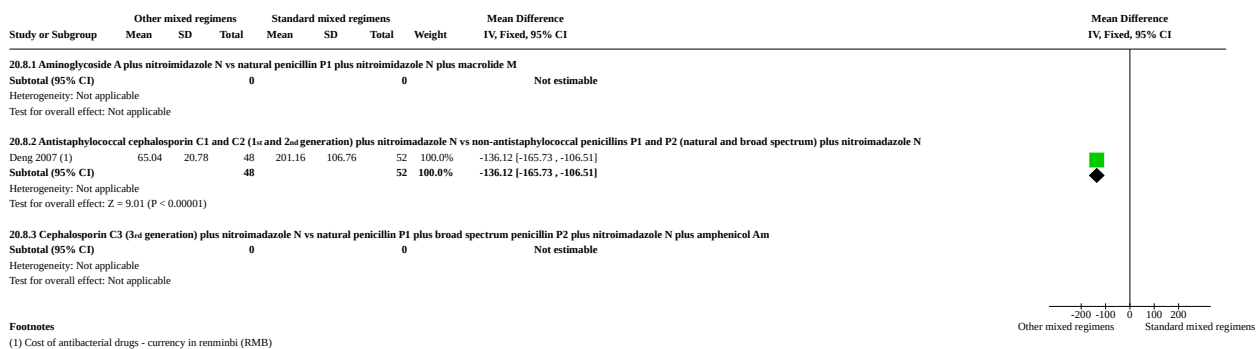 Other mixed regimens Standard mixed regimens Mean Difference Mean Difference
Study or Subgroup Mean SD Total Mean SD Total Weight IV, Fixed, 95% CI IV, Fixed, 95% CI
20.8.1 Aminoglycoside A plus nitroimidazole N vs natural penicillin P1 plus nitroimidazole N plus macrolide M
Subtotal (95% CI) 0 0 Not estimable
Heterogeneity: Not applicable
Test for overall effect: Not applicable
20.8.2 Antistaphylococcal cephalosporin C1 and C2 (1st and 2nd generation) plus nitroimadazole N vs non-antistaphylococcal penicillins P1 and P2 (natural and broad spectrum) plus nitroimadazole N
Deng 2007 (1) 65.04 20.78 48 201.16 106.76 52 100.0% -136.12 [-165.73 , -106.51]
Subtotal (95% CI) 48 52 100.0% -136.12 [-165.73 , -106.51]
Heterogeneity: Not applicable
Test for overall effect: Z = 9.01 (P < 0.00001)
20.8.3 Cephalosporin C3 (3rd generation) plus nitroimadazole N vs natural penicillin P1 plus broad spectrum penicillin P2 plus nitroimadazole N plus amphenicol Am
Subtotal (95% CI) 0 0 Not estimable
Heterogeneity: Not applicable
Test for overall effect: Not applicable
-200 -100 0 100 200
Other mixed regimens Standard mixed regimens
Footnotes
(1) Cost of antibacterial drugs - currency in renminbi (RMB)